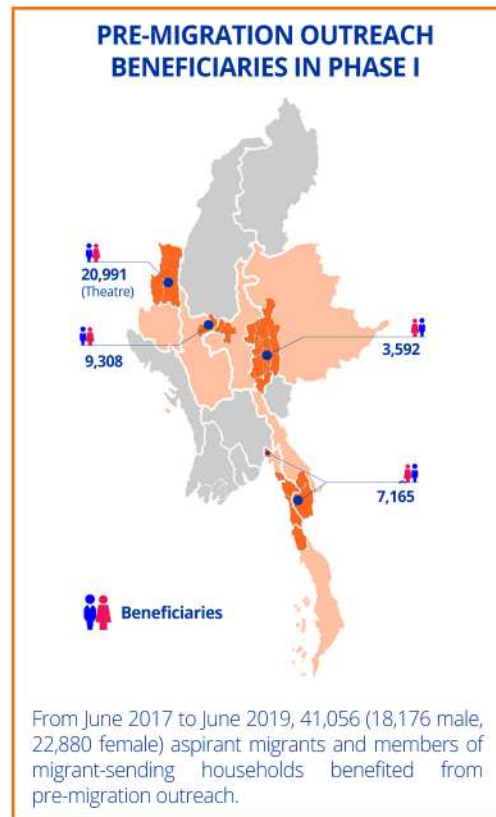 PRE-MIGRATION OUTREACH
BENEFICIARIES IN PHASE I
20,991
(Theatre)
9,308
3,592
7,165
Beneficiaries
From June 2017 to June 2019, 41,056 (18,176 male,
22,880 female) aspirant migrants and members of
migrant-sending households benefited from
pre-migration outreach.